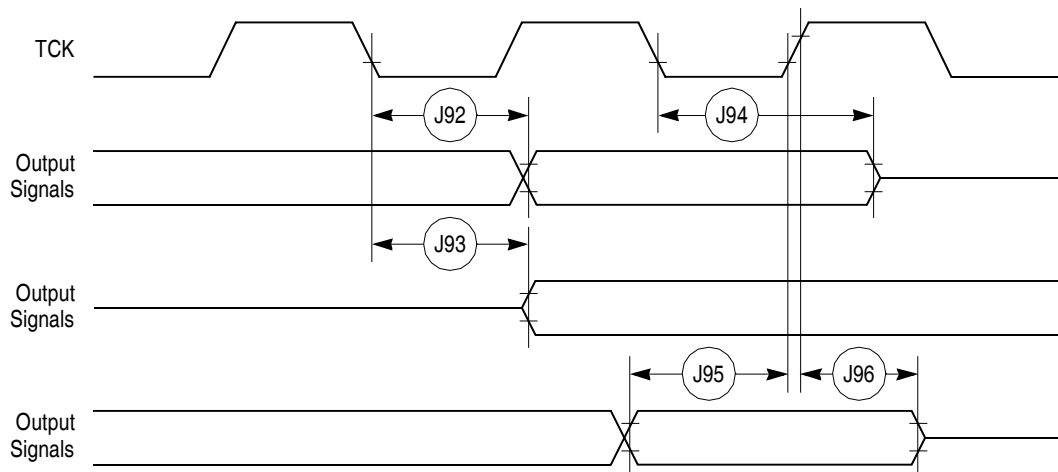 TCK
J92
J94
Output
Signals
J93
Output
Signals
J95
J96
Output
Signals